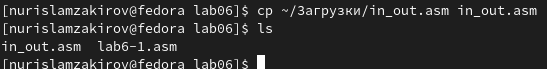 [nurislamzakirov@fedora lab06]$ cp ~/Загрузки/in_out.asm in_out.asm
[nurislamzakirov@fedora lab06]$ ls
in_out.asm  lab6-1.asm
[nurislamzakirov@fedora lab06]$